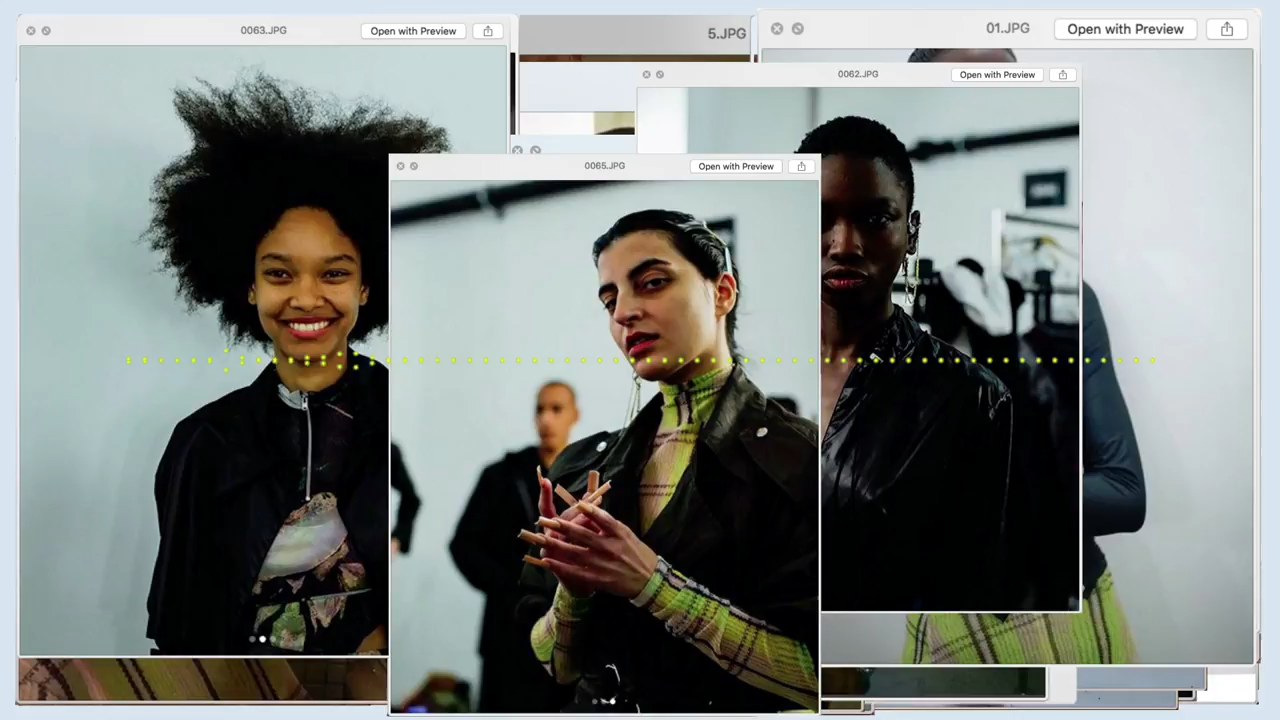 0063.JPG
Open with Preview
5.JPG
01.JPG
Open with Preview
0062.JPG
Open with Preview
0065.JPG
Open with Preview